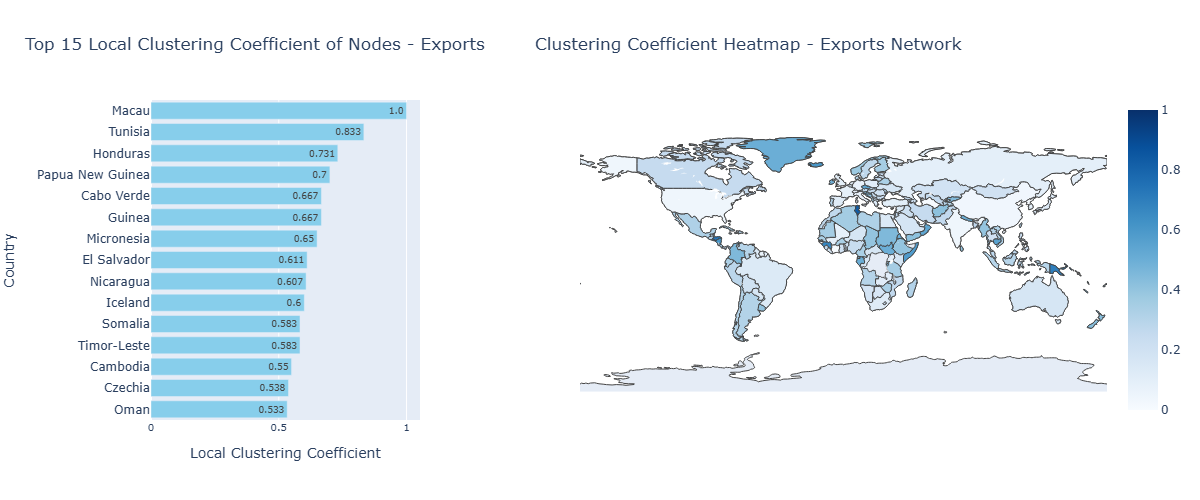 Top 15 Local Clustering Coefficient of Nodes - Exports
Clustering Coefficient Heatmap - Exports Network
Country
Macau 1.0
Tunisia 0.833
Honduras 0.731
Papua New Guinea 0.7
Cabo Verde 0.667
Guinea 0.667
Micronesia 0.65
El Salvador 0.611
Nicaragua 0.607
Iceland 0.6
Somalia 0.583
Timor-Leste 0.583
Cambodia 0.55
Czechia 0.538
Oman 0.533
0 0.5 1
Local Clustering Coefficient
1
0.8
0.6
0.4
0.2
0